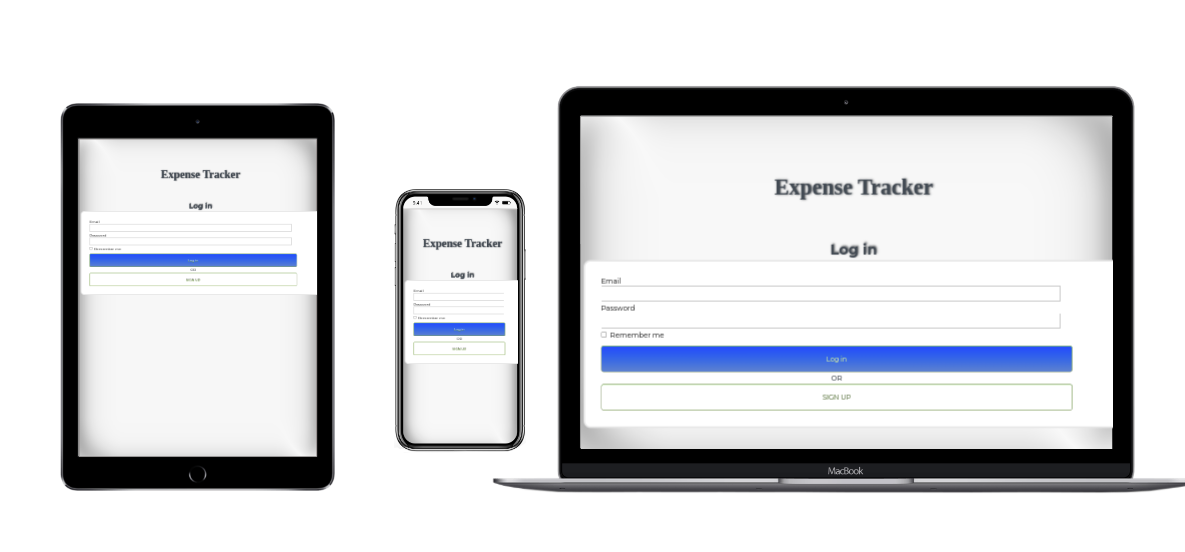 Expense Tracker
Log in
Email
Password
Remember me
Log in
OR
SIGN UP
9:41
Expense Tracker
Log in
Email
Password
Remember me
Log in
OR
SIGN UP
Expense Tracker
Log in
Email
Password
Remember me
Log in
OR
SIGN UP
MacBook